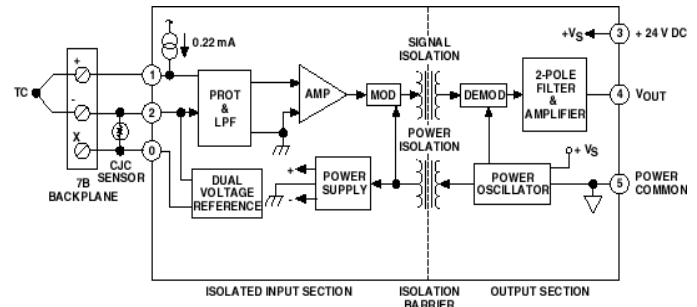 0.22 mA
+VS
3
+ 24 V DC
SIGNAL
ISOLATION
TC
+
-
X
1
2
0
PROT
&
LPF
AMP
MOD
DEMOD
2-POLE
FILTER
&
AMPLIFIER
4
VOUT
POWER
ISOLATION
+ VS
CJC
SENSOR
7B
BACKPLANE
DUAL
VOLTAGE
REFERENCE
+
-
POWER
SUPPLY
POWER
OSCILLATOR
5
POWER
COMMON
ISOLATED INPUT SECTION
ISOLATION
BARRIER
OUTPUT SECTION